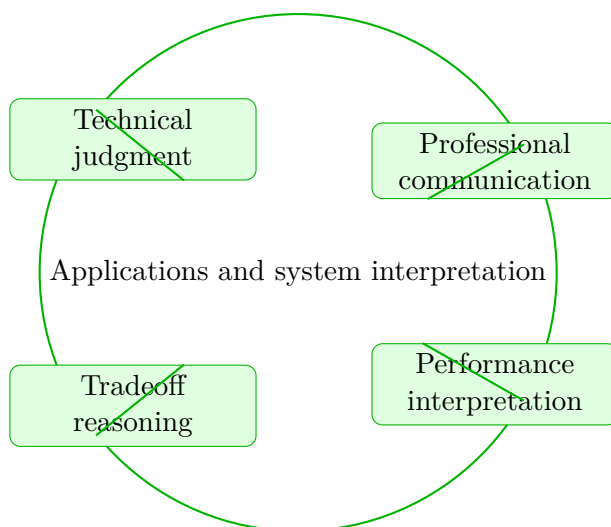 Technical
judgment
Professional
communication
Applications and system interpretation
Tradeoff
reasoning
Performance
interpretation